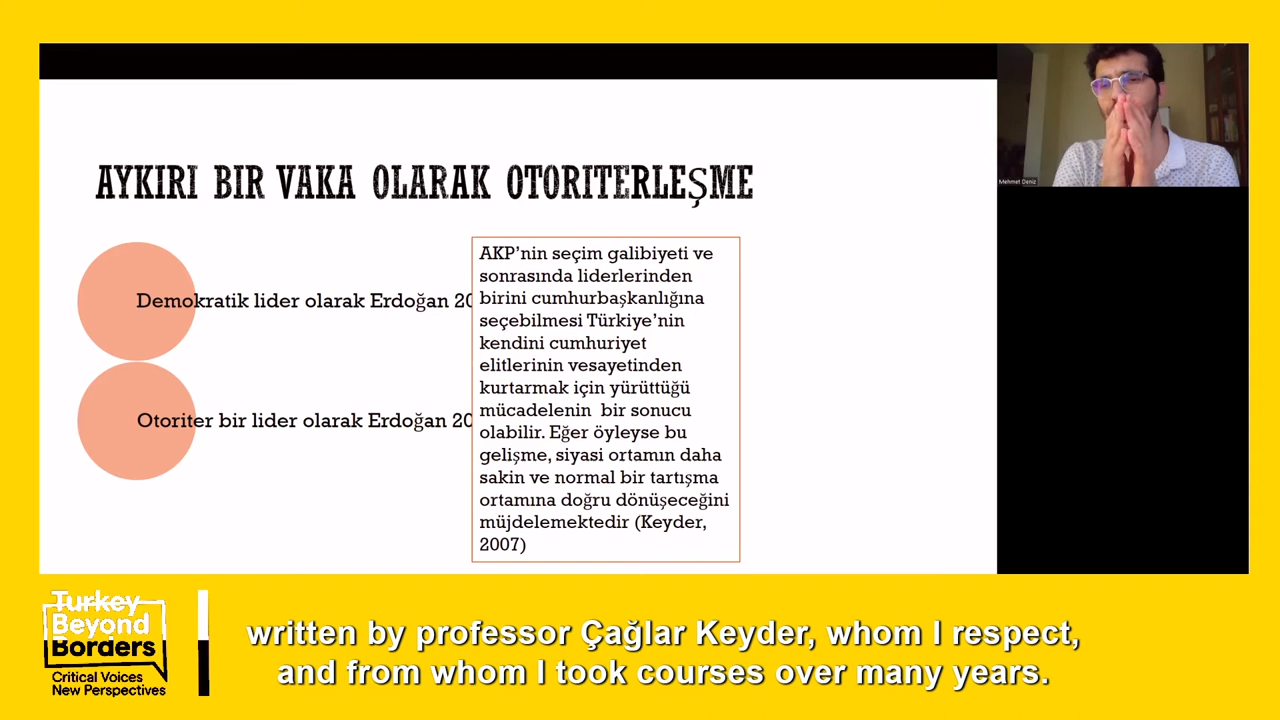 AYKIRI BIR VAKA OLARAK OTORITERLEŞME
Demokratik lider olarak Erdoğan 20
Otoriter bir lider olarak Erdoğan 20
AKP’nin seçim galibiyeti ve
sonrasında liderlerinden
birini cumhurbaşkanlığına
seçebilmesi Türkiye’nin
kendini cumhuriyet
elitlerinin vesayetinden
kurtarmak için yürüttüğü
mücadelenin bir sonucu
olabilir. Eğer öyleyse bu
gelişme, siyasi ortamın daha
sakin ve normal bir tartışma
ortamına doğru dönüşeceğini
müjdelemektedir (Keyder,
2007)
Mehmet Deniz
Turkey
Beyond
Borders
Critical Voices
New Perspectives
written by professor Çağlar Keyder, whom I respect,
and from whom I took courses over many years.